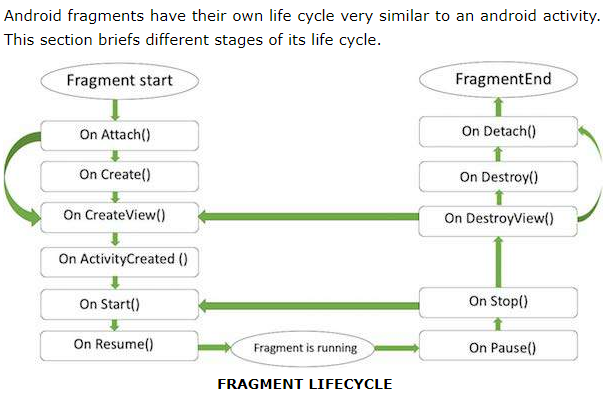 Android fragments have their own life cycle very similar to an android activity.
This section briefs different stages of its life cycle.
Fragment start
On Attach()
On Create()
On CreateView()
On ActivityCreated ()
On Start()
On Resume()
Fragment is running
FragmentEnd
On Detach()
On Destroy()
On DestroyView()
On Stop()
On Pause()
FRAGMENT LIFECYCLE